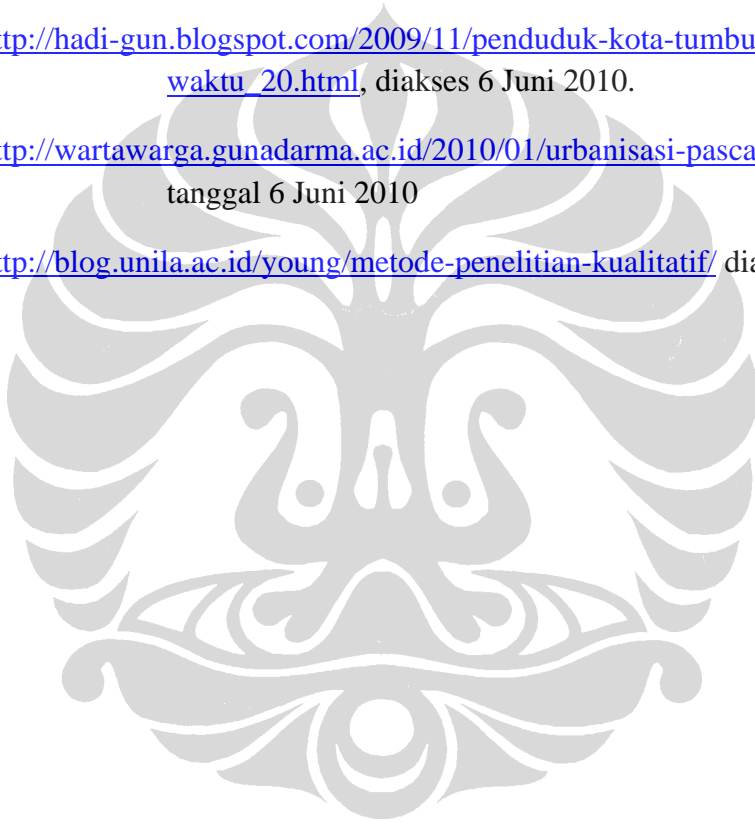 ttp://hadi-gun.blogspot.com/2009/11/penduduk-kota-tumbu
waktu_20.html, diakses 6 Juni 2010.
ttp://wartawarga.gunadarma.ac.id/2010/01/urbanisasi-pasca
tanggal 6 Juni 2010
ttp://blog.unila.ac.id/young/metode-penelitian-kualitatif/ dia